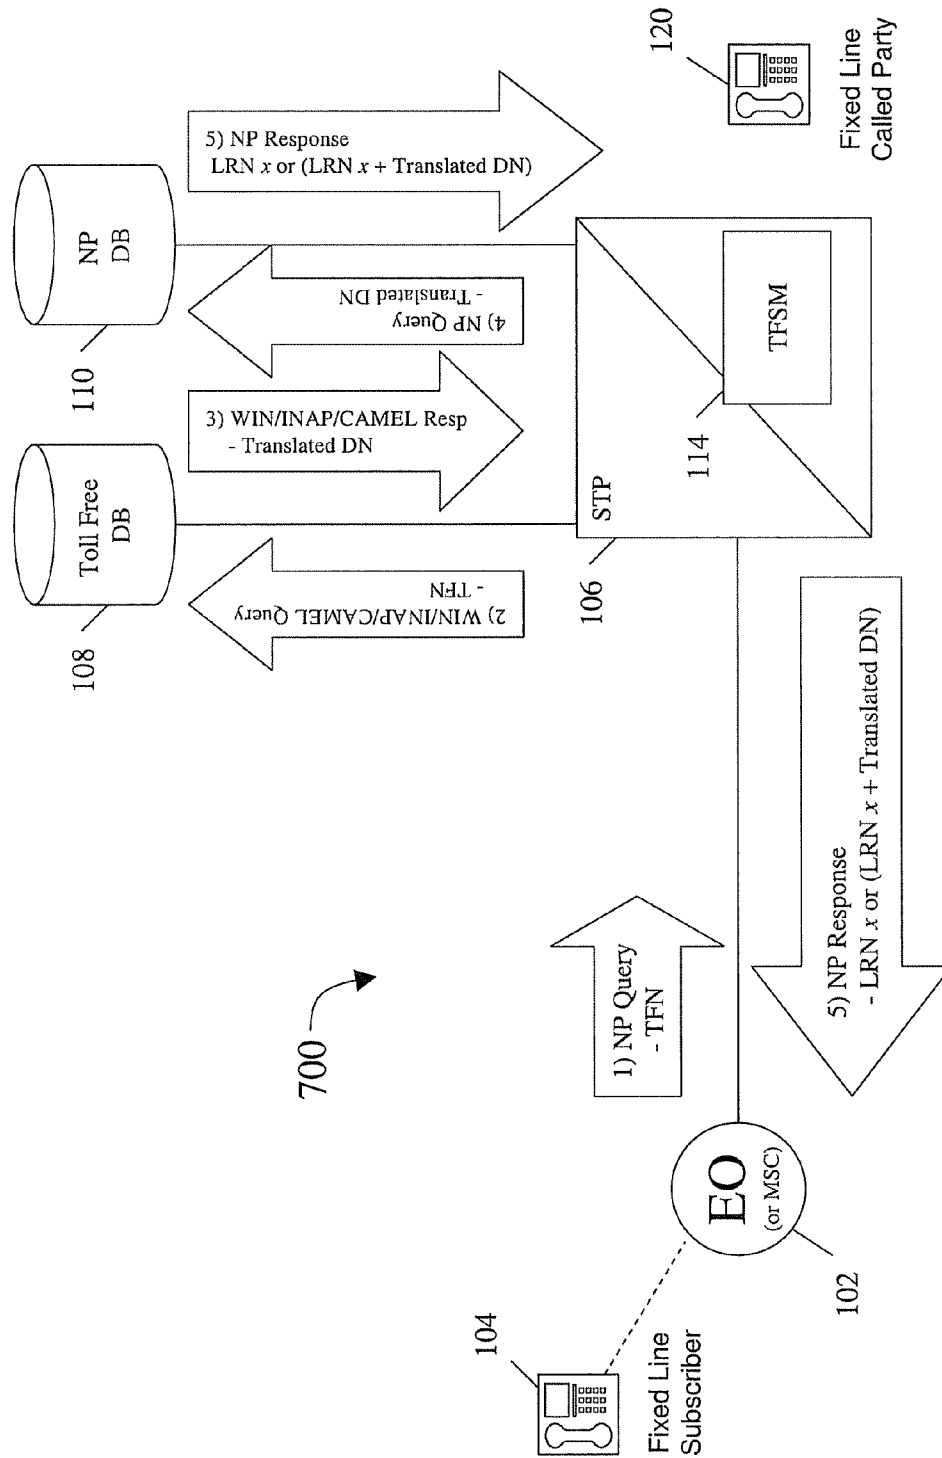 108
Toll Free
DB
110
NP
DB
2) WIN/INAP/CAMEL Query
- TFN
3) WIN/INAP/CAMEL Resp
- Translated DN
4) NP Query
- Translated DN
5) NP Response
LRN x or (LRN x + Translated DN)
700
106
STP
114
TFSM
120
Fixed Line
Called Party
104
Fixed Line
Subscriber
EO
(or MSC)
102
1) NP Query
- TFN
5) NP Response
- LRN x or (LRN x + Translated DN)